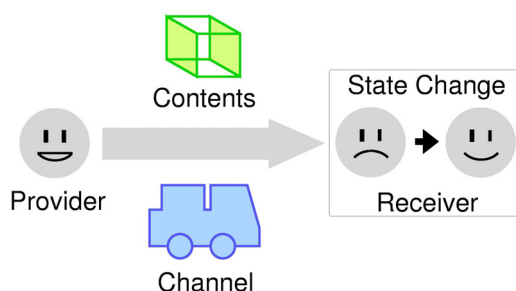 Contents
State Change
Provider
Receiver
Channel